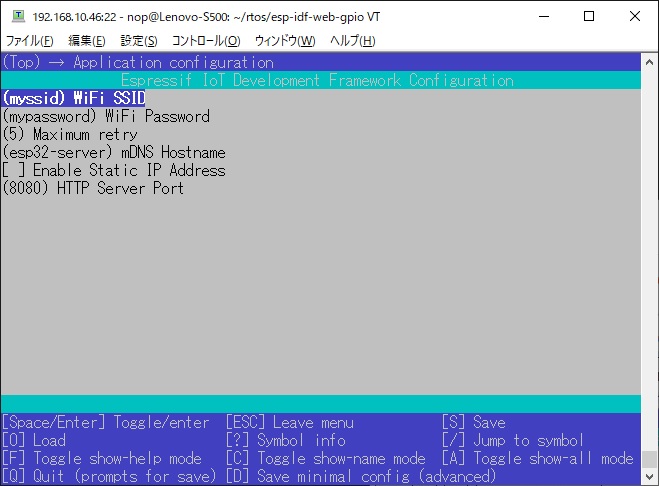 192.168.10.46:22 - nop@Lenovo-S500: ~/rtos/esp-idf-web-gpio VT
ファイル(F) 編集(E) 設定(S) コントロール(O) ウィンドウ(W) ヘルプ(H)
(Top) → Application configuration
Espressif IoT Development Framework Configuration
(myssid) WiFi SSID
(mypassword) WiFi Password
(5) Maximum retry
(esp32-server) mDNS Hostname
[ ] Enable Static IP Address
(8080) HTTP Server Port
[Space/Enter] Toggle/enter [ESC] Leave menu [S] Save
[O] Load [?] Symbol info [/] Jump to symbol
[F] Toggle show-help mode [C] Toggle show-name mode [A] Toggle show-all mode
[Q] Quit (prompts for save) [D] Save minimal config (advanced)